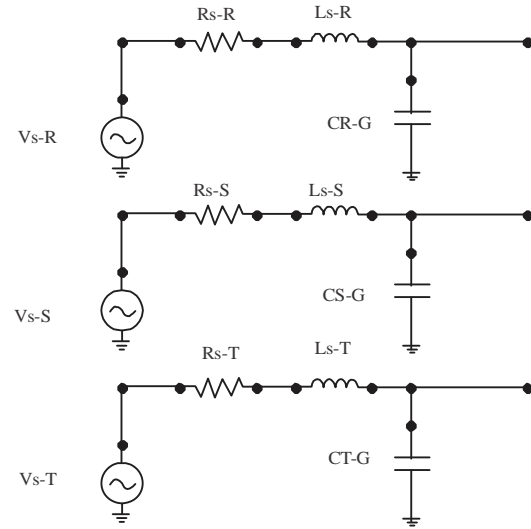 Rs-R
Ls-R
Vs-R
CR-G
Rs-S
Ls-S
Vs-S
CS-G
Rs-T
Ls-T
Vs-T
CT-G